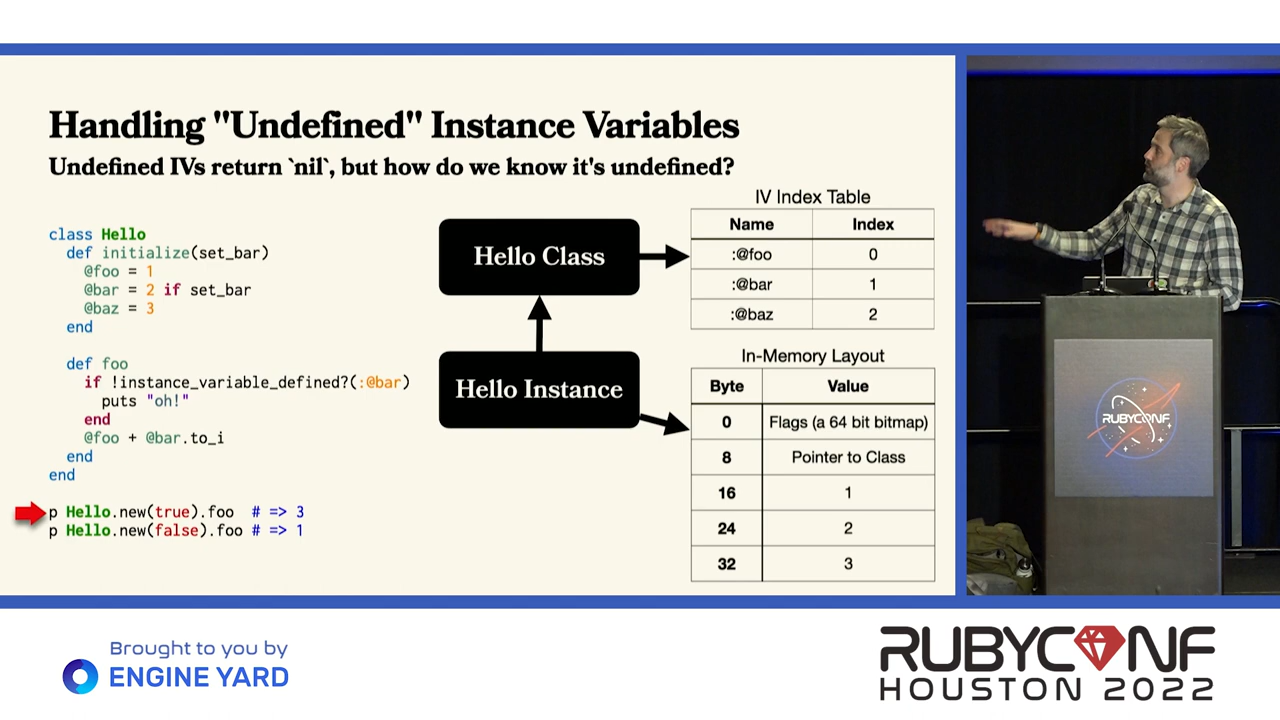 Handling "Undefined" Instance Variables
Undefined IVs return `nil`, but how do we know it's undefined?
class Hello
def initialize(set_bar)
@foo = 1
@bar = 2 if set_bar
@baz = 3
end
def foo
if !instance_variable_defined?(:@bar)
puts "oh!"
end
@foo + @bar.to_i
end
end
p Hello.new(true).foo # => 3
p Hello.new(false).foo # => 1
Hello Class
Hello Instance
IV Index Table
Name Index
:@foo 0
:@bar 1
:@baz 2
In-Memory Layout
Byte Value
0 Flags (a 64 bit bitmap)
8 Pointer to Class
16 1
24 2
32 3
RUBYCONF
Brought to you by
ENGINE YARD
RUBYCONF
HOUSTON 2022